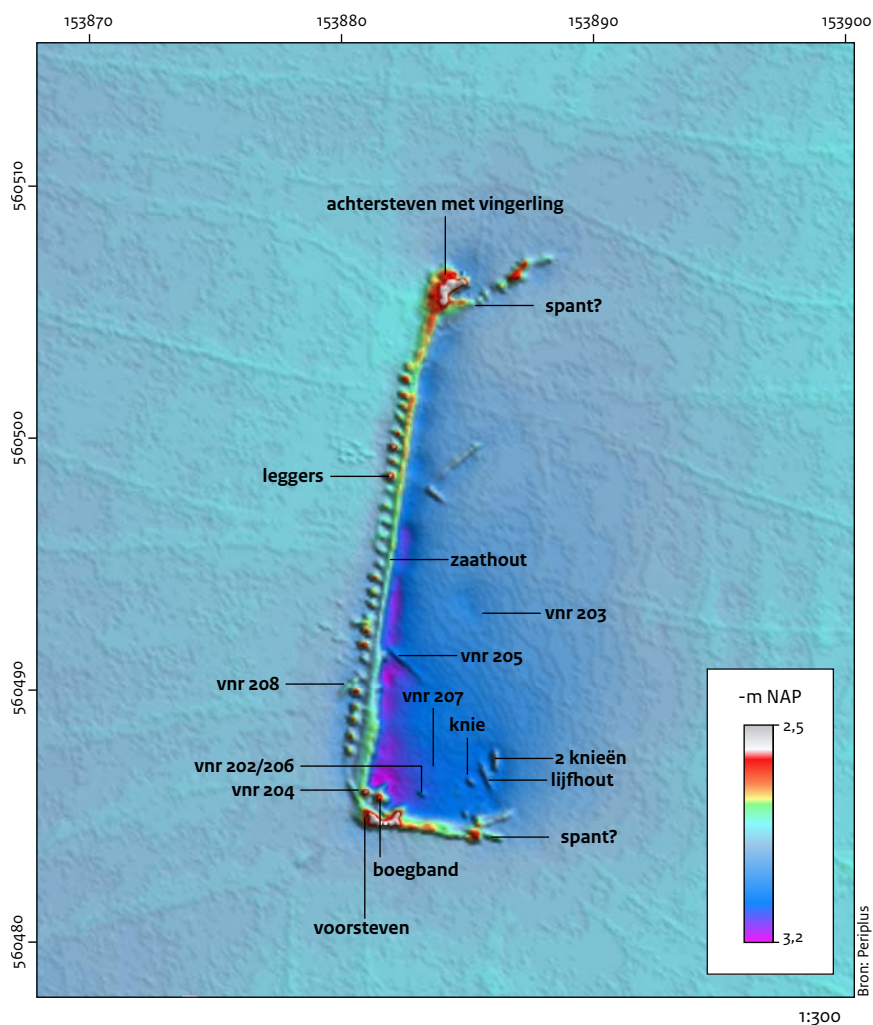 153870
153880
153890
153900
560510
560500
560490
560480
achtersteven met vingerling
spant?
leggers
zaathout
vnr 203
vnr 205
vnr 208
vnr 207
knie
2 knieën
vnr 202/206
lijfhout
vnr 204
spant?
boegband
voorsteven
-m NAP
2,5
3,2
Bron: Periplus
1:300